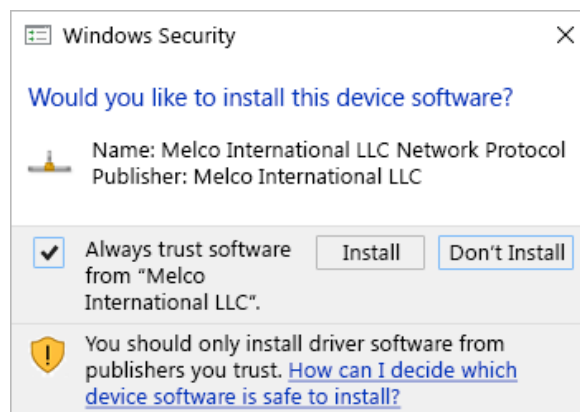 Windows Security
Would you like to install this device software?
Name: Melco International LLC Network Protocol
Publisher: Melco International LLC
Always trust software
from “Melco
International LLC”.
Install
Don't Install
You should only install driver software from
publishers you trust. How can I decide which
device software is safe to install?